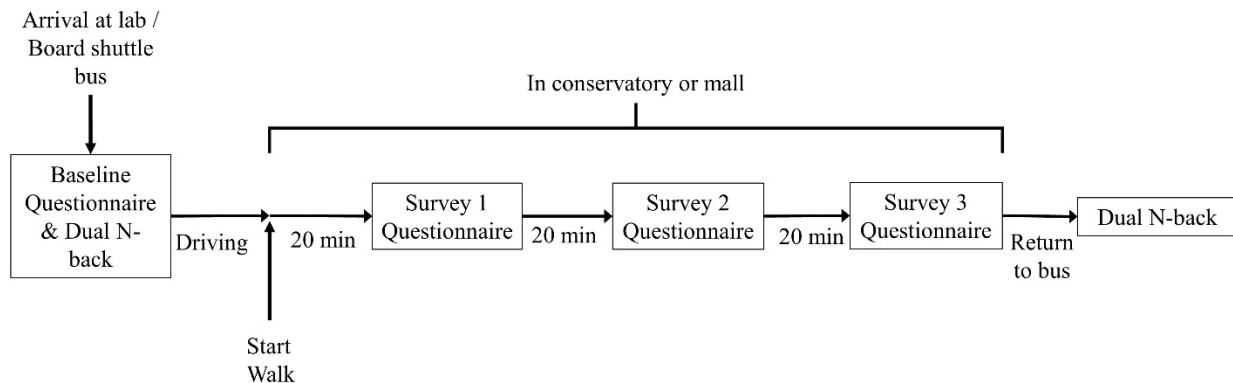 Arrival at lab /
Board shuttle
bus
In conservatory or mall
Baseline
Questionnaire
& Dual N-
back
Driving
Start
Walk
20 min
Survey 1
Questionnaire
20 min
Survey 2
Questionnaire
20 min
Survey 3
Questionnaire
Return
to bus
Dual N-back